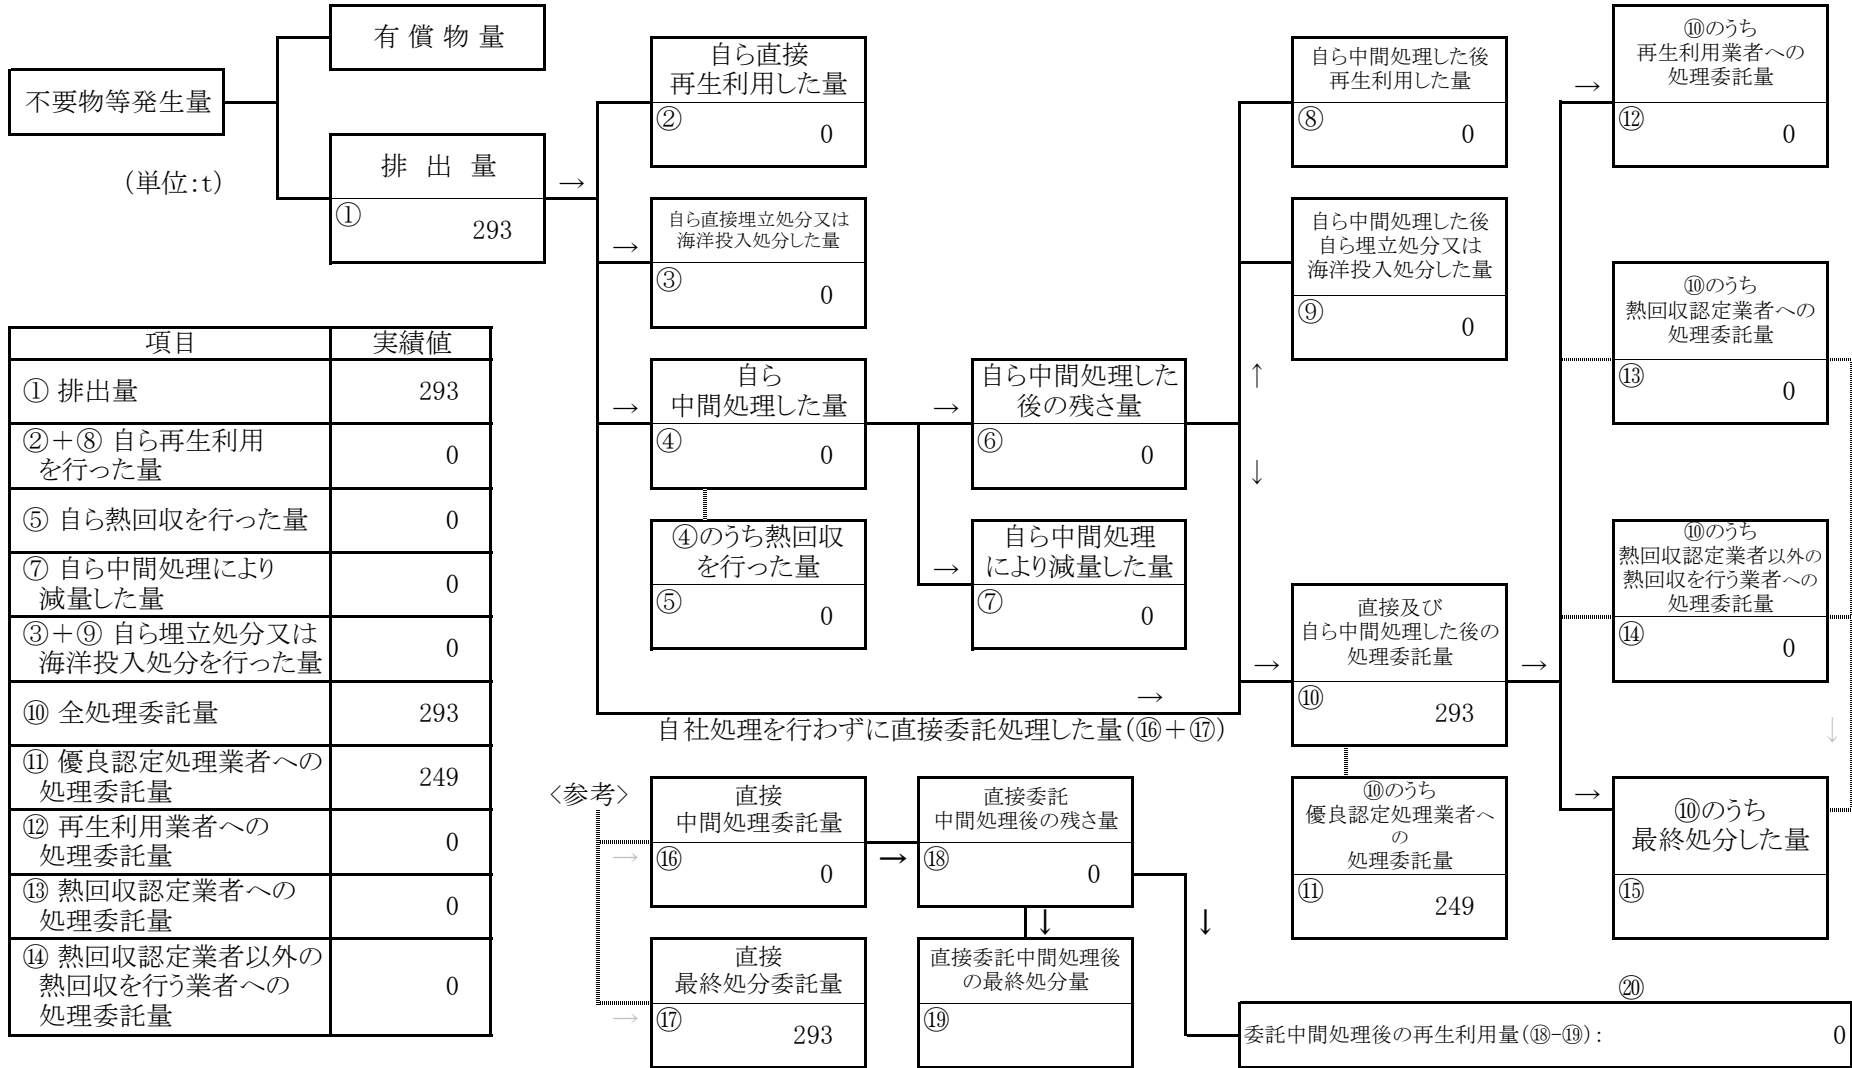 有 償 物 量
不要物等発生量
(単位:t)
排 出 量
→
①
293
自ら直接
再生利用した量
②
0
→
自ら直接埋立処分又は
海洋投入処分した量
③
0
→
自ら
中間処理した量
④
0
④のうち熱回収
を行った量
⑤
0
→
自ら中間処理した
後の残さ量
⑥
0
→
自ら中間処理
により減量した量
⑦
0
自ら中間処理した後
再生利用した量
⑧
0
自ら中間処理した後
自ら埋立処分又は
海洋投入処分した量
⑨
0
↑
↓
→
自社処理を行わずに直接委託処理した量(⑯+⑰)
→
直接及び
自ら中間処理した後の
処理委託量
⑩
293
⑩のうち
優良認定処理業者へ
の
処理委託量
⑪
249
→
→
⑩のうち
再生利用業者への
処理委託量
⑫
0
⑩のうち
熱回収認定業者への
処理委託量
⑬
0
⑩のうち
熱回収認定業者以外の
熱回収を行う業者への
処理委託量
⑭
0
↓
→
⑩のうち
最終処分した量
⑮
項目 実績値
① 排出量 293
②+⑧ 自ら再生利用
を行った量 0
⑤ 自ら熱回収を行った量 0
⑦ 自ら中間処理により
減量した量 0
③+⑨ 自ら埋立処分又は
海洋投入処分を行った量 0
⑩ 全処理委託量 293
⑪ 優良認定処理業者への
処理委託量 249
⑫ 再生利用業者への
処理委託量 0
⑬ 熱回収認定業者への
処理委託量 0
⑭ 熱回収認定業者以外の
熱回収を行う業者への
処理委託量 0
〈参考〉
→
直接
中間処理委託量
⑯
0
→
直接委託
中間処理後の残さ量
⑱
0
↓
↓
→
直接
最終処分委託量
⑰
293
直接委託中間処理後
の最終処分量
⑲
⑳
委託中間処理後の再生利用量(⑱-⑲): 0